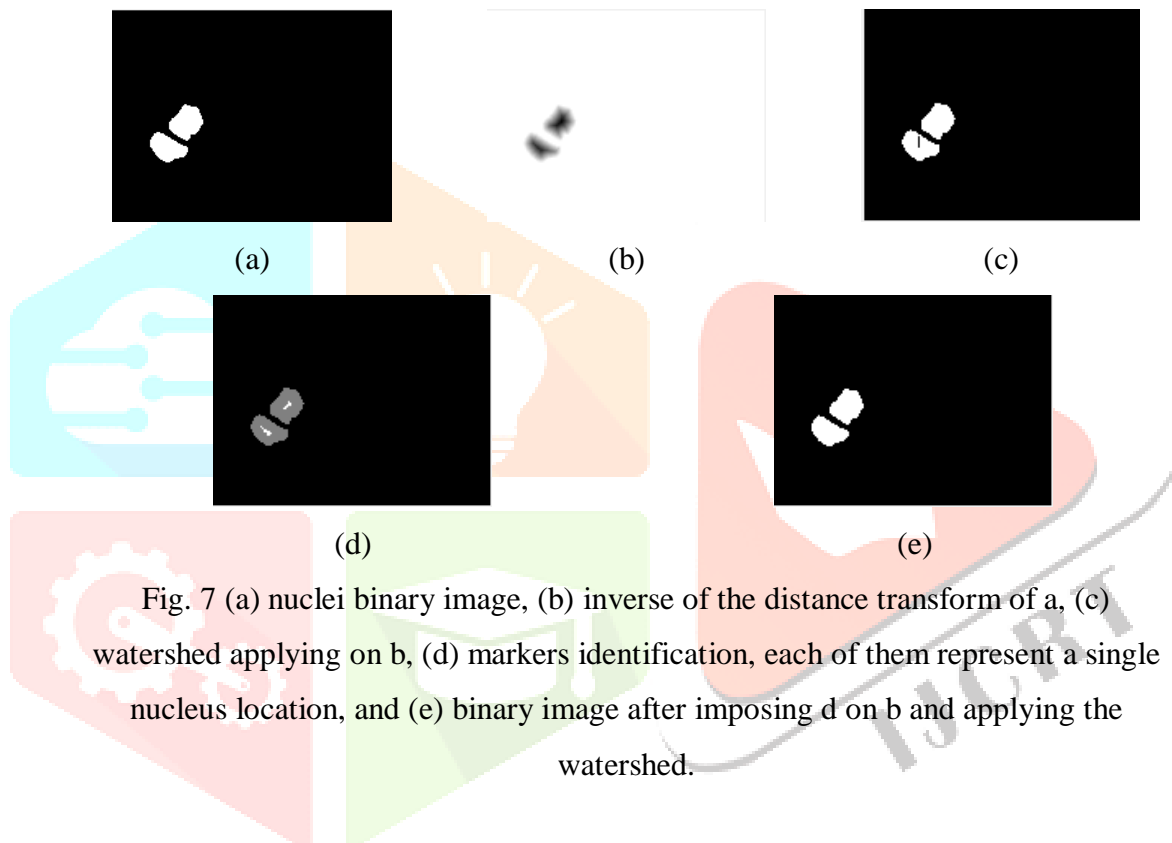 (a) (b) (c)
(d) (e)
Fig. 7 (a) nuclei binary image, (b) inverse of the distance transform of a, (c)
watershed applying on b, (d) markers identification, each of them represent a single
nucleus location, and (e) binary image after imposing d on b and applying the
watershed.
IJCRT